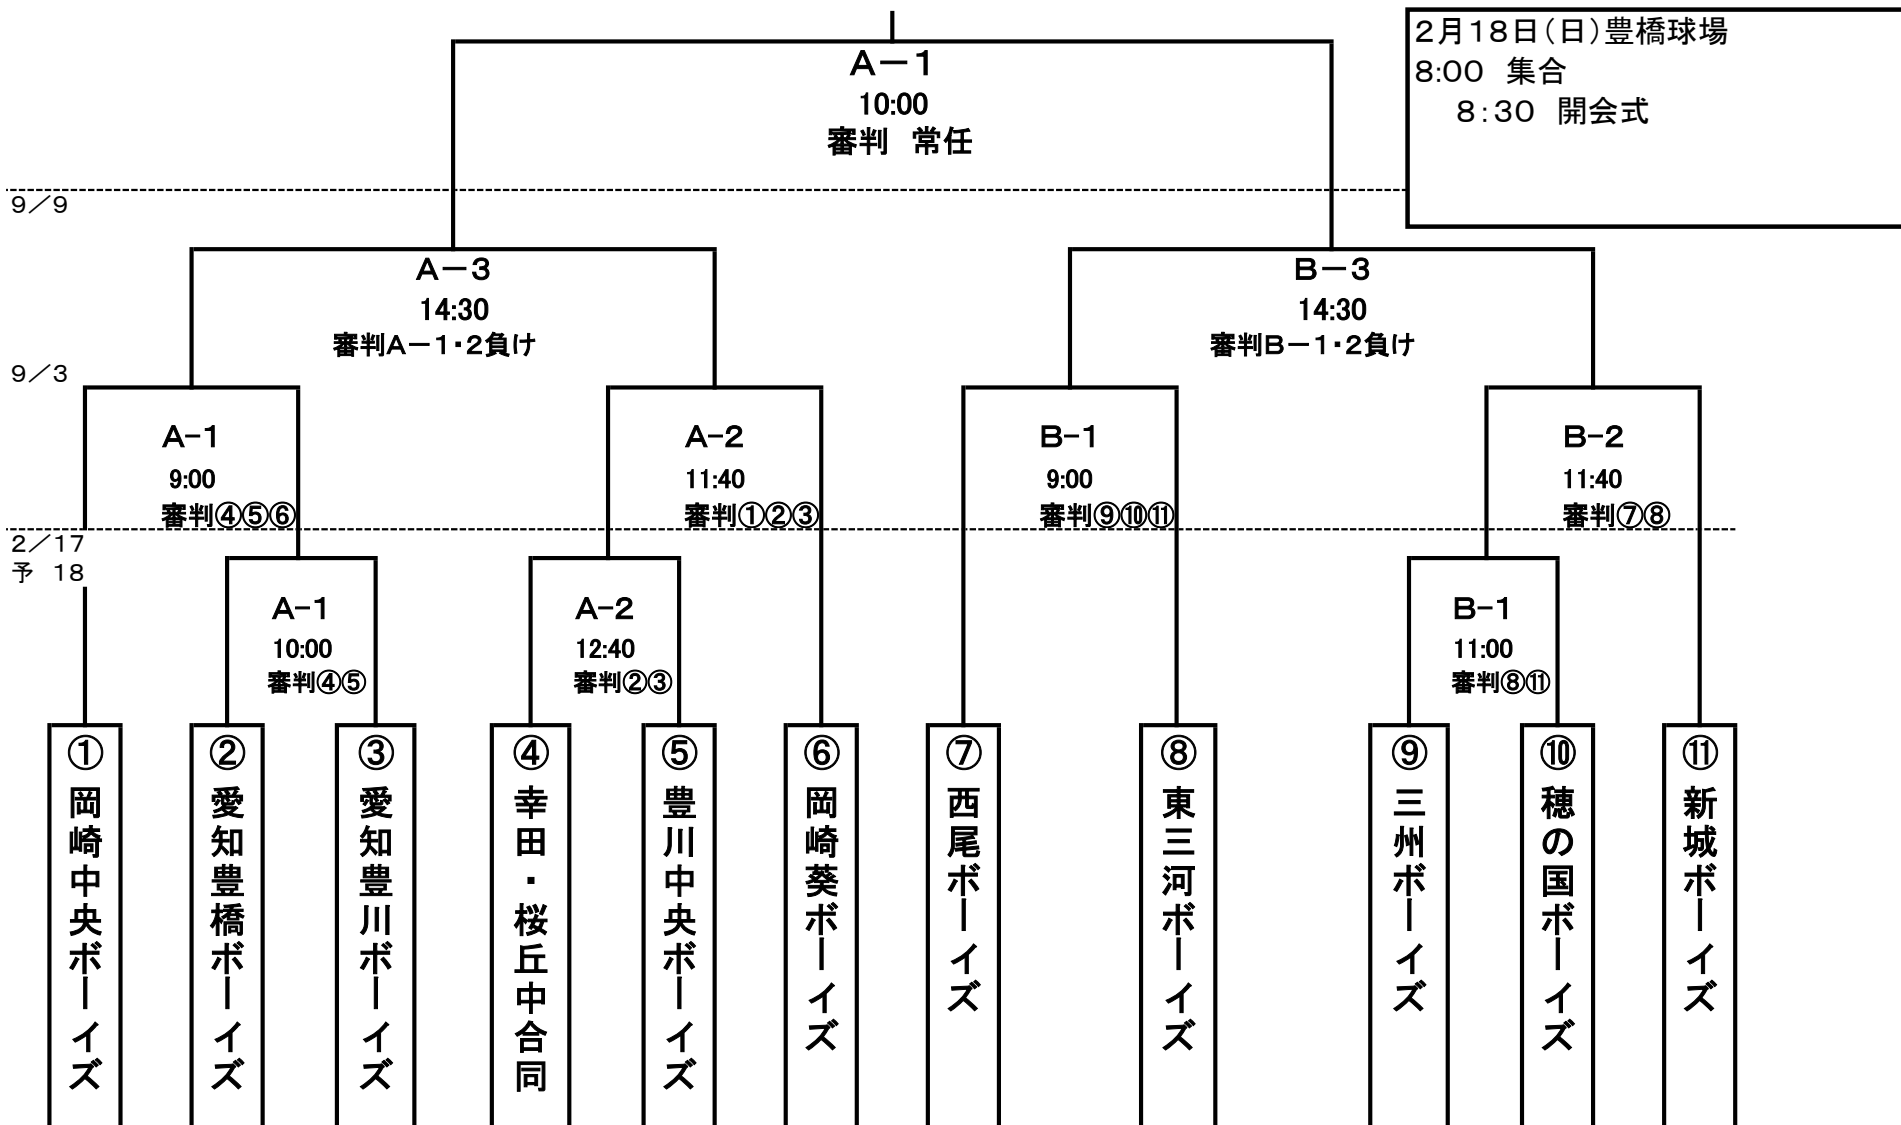 2月18日(日)豊橋球場
8:00 集合
8:30 開会式
A－1
10:00
審判 常任
9／9
A－3
14:30
審判A－1・2負け
B－3
14:30
審判B－1・2負け
9／3
A-1
9:00
審判④⑤⑥
A-2
11:40
審判①②③
B-1
9:00
審判⑨⑩⑪
B-2
11:40
審判⑦⑧
2／17
予 18
A-1
10:00
審判④⑤
A-2
12:40
審判②③
B-1
11:00
審判⑧⑪
①岡崎中央ボーイズ
②愛知豊橋ボーイズ
③愛知豊川ボーイズ
④幸田・桜丘中合同
⑤豊川中央ボーイズ
⑥岡崎葵ボーイズ
⑦西尾ボーイズ
⑧東三河ボーイズ
⑨三州ボーイズ
⑩穂の国ボーイズ
⑪新城ボーイズ